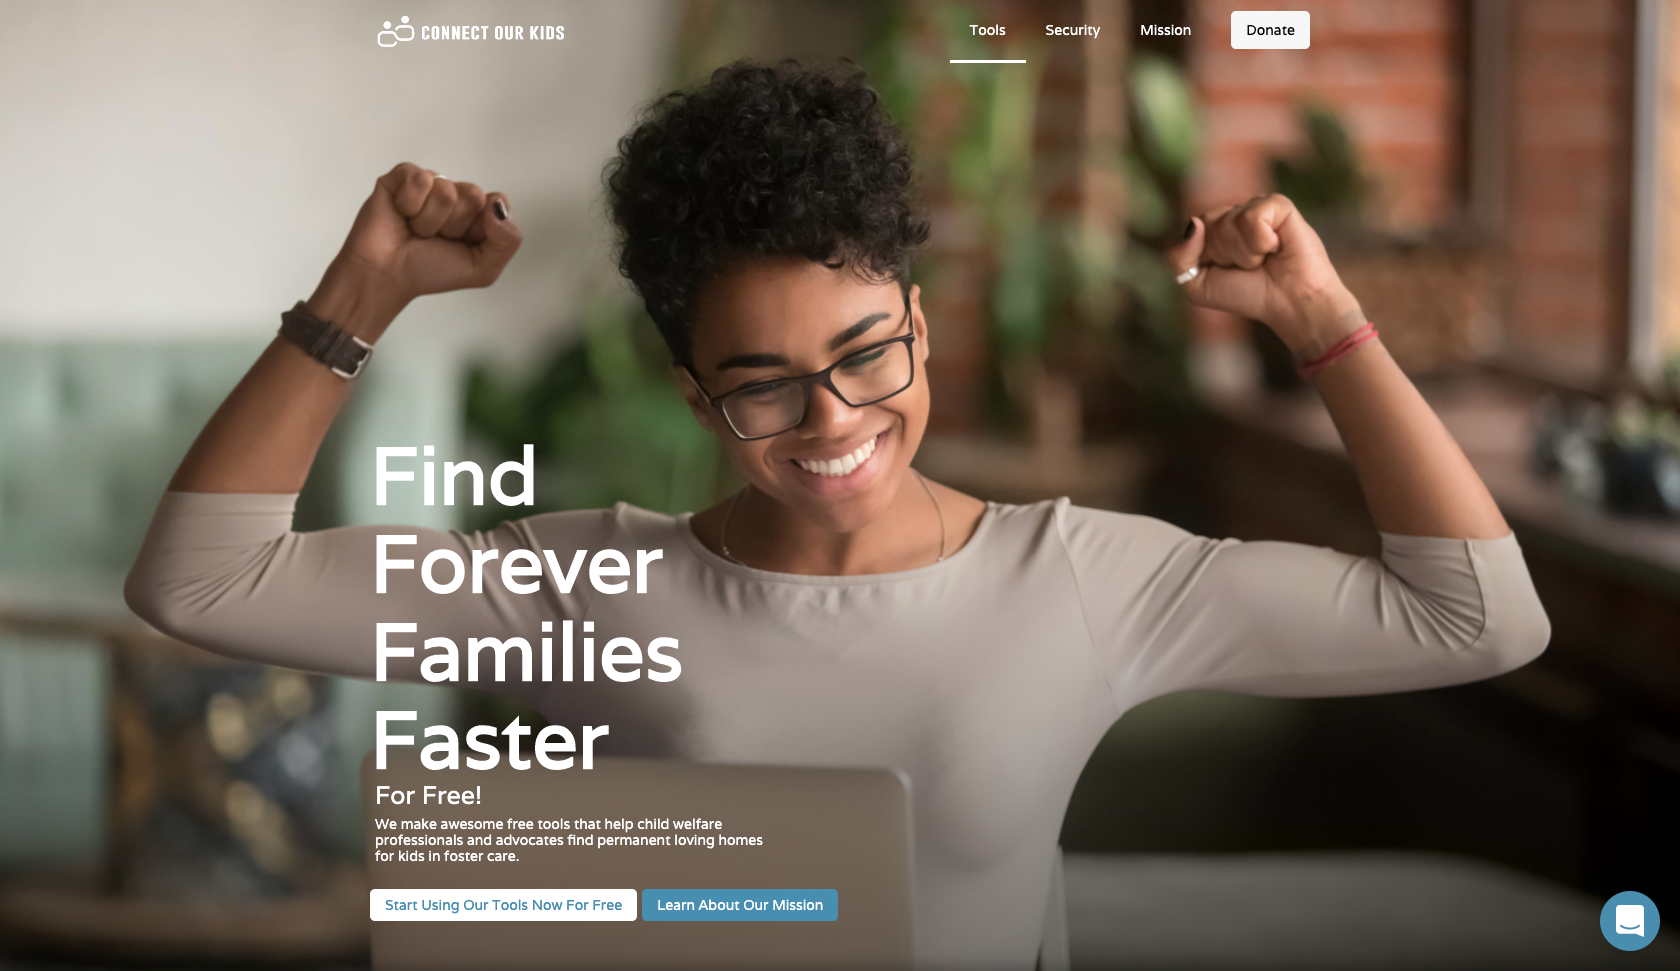 CONNECT OUR KIDS
Tools
Security
Mission
Donate
Find
Forever
Families
Faster
For Free!
We make awesome free tools that help child welfare
professionals and advocates find permanent loving homes
for kids in foster care.
Start Using Our Tools Now For Free
Learn About Our Mission